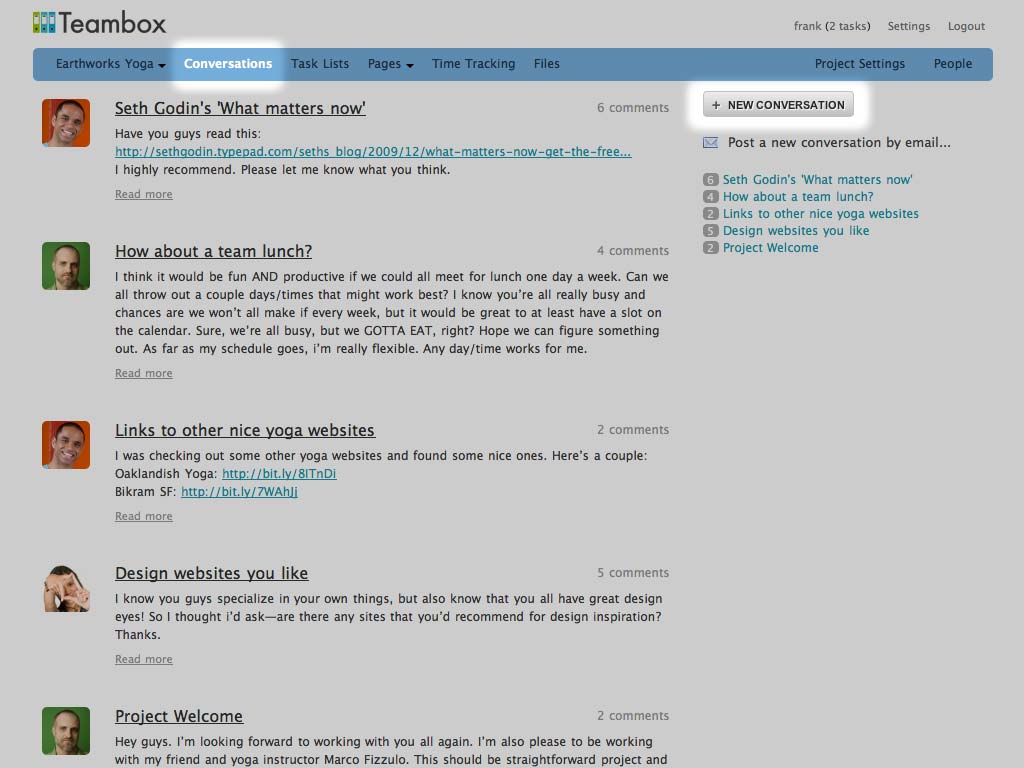 Teambox
frank (2 tasks) Settings Logout
Earthworks Yoga Conversations Task Lists Pages Time Tracking Files Project Settings People
Seth Godin's 'What matters now' 6 comments
Have you guys read this:
http://sethgodin.typepad.com/seths_blog/2009/12/what-matters-now-get-the-free...
I highly recommend. Please let me know what you think.
Read more
How about a team lunch? 4 comments
I think it would be fun AND productive if we could all meet for lunch one day a week. Can we
all throw out a couple days/times that might work best? I know you're all really busy and
chances are we won't all make if every week, but it would be great to at least have a slot on
the calendar. Sure, we're all busy, but we GOTTA EAT, right? Hope we can figure something
out. As far as my schedule goes, i'm really flexible. Any day/time works for me.
Read more
Links to other nice yoga websites 2 comments
I was checking out some other yoga websites and found some nice ones. Here's a couple:
Oaklandish Yoga: http://bit.ly/8lTnDi
Bikram SF: http://bit.ly/7WAhJj
Read more
Design websites you like 5 comments
I know you guys specialize in your own things, but also know that you all have great design
eyes! So I thought i'd ask—are there any sites that you'd recommend for design inspiration?
Thanks.
Read more
Project Welcome 2 comments
Hey guys. I'm looking forward to working with you all again. I'm also please to be working
with my friend and yoga instructor Marco Fizzulo. This should be straightforward project and
+ NEW CONVERSATION
Post a new conversation by email...
6 Seth Godin's 'What matters now'
4 How about a team lunch?
2 Links to other nice yoga websites
5 Design websites you like
2 Project Welcome